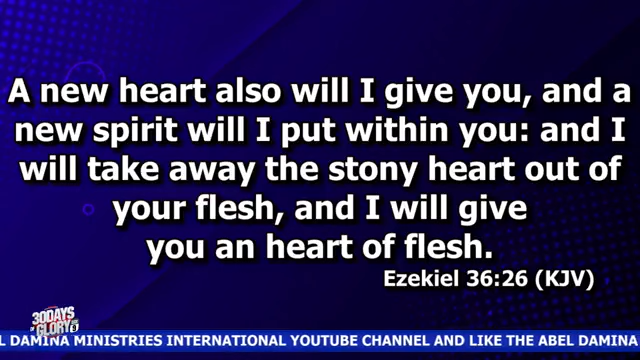 A new heart also will I give you, and a
new spirit will I put within you: and I
will take away the stony heart out of
your flesh, and I will give
you an heart of flesh.
Ezekiel 36:26 (KJV)
30DAYS
OF GLORY
L DAMINA MINISTRIES INTERNATIONAL YOUTUBE CHANNEL AND LIKE THE ABEL DAMINA